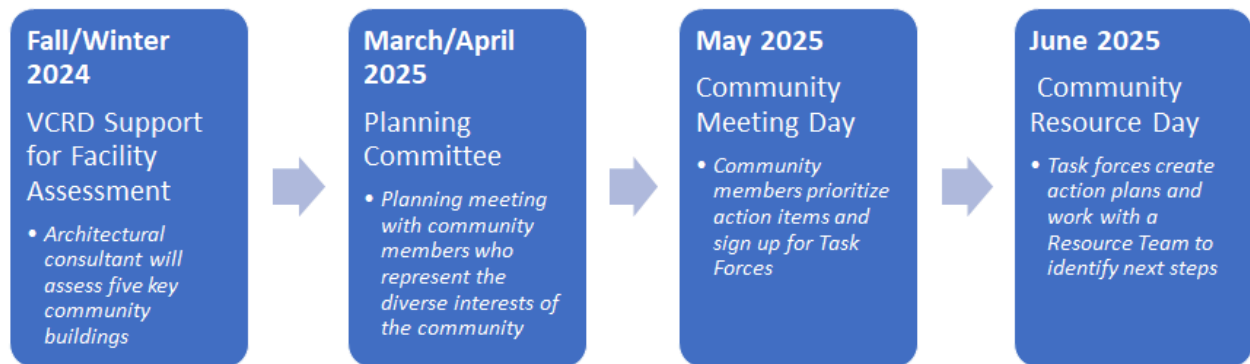 Fall/Winter
2024
VCRD Support
for Facility
Assessment
• Architectural
consultant will
assess five key
community
buildings
March/April
2025
Planning
Committee
• Planning meeting
with community
members who
represent the
diverse interests of
the community
May 2025
Community
Meeting Day
• Community
members prioritize
action items and
sign up for Task
Forces
June 2025
Community
Resource Day
• Task forces create
action plans and
work with a
Resource Team to
identify next steps